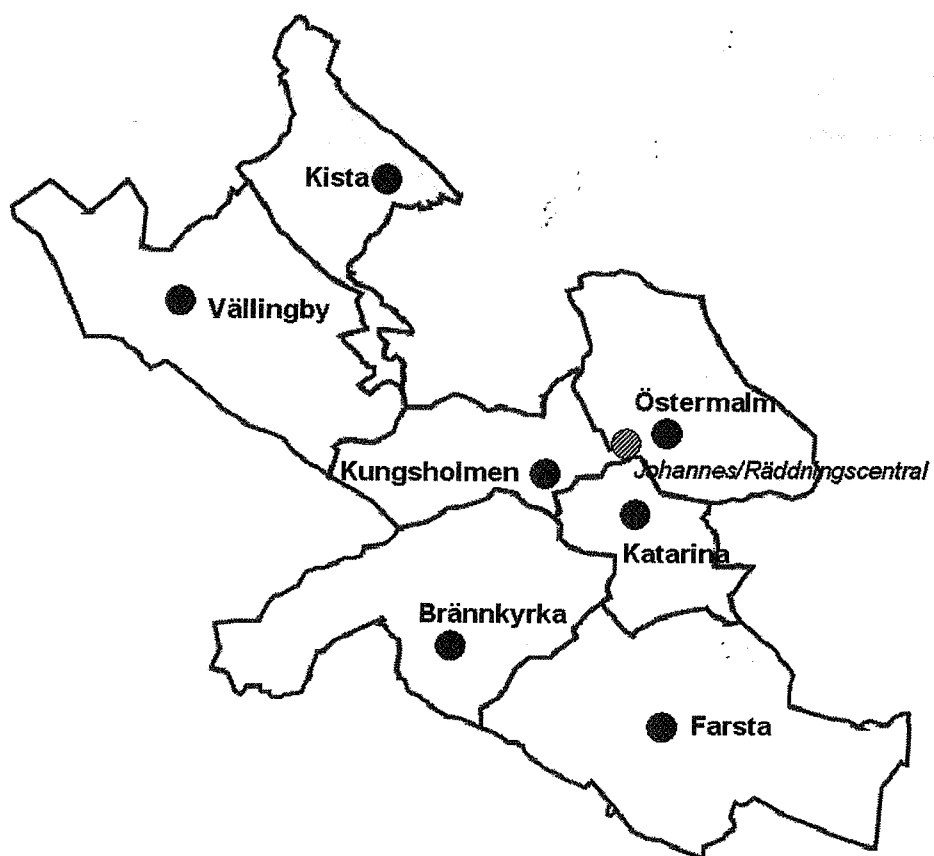 Kista
Vällingby
Östermalm
Johannes/Räddningscentral
Kungsholmen
Katarina
Brännkyrka
Farsta